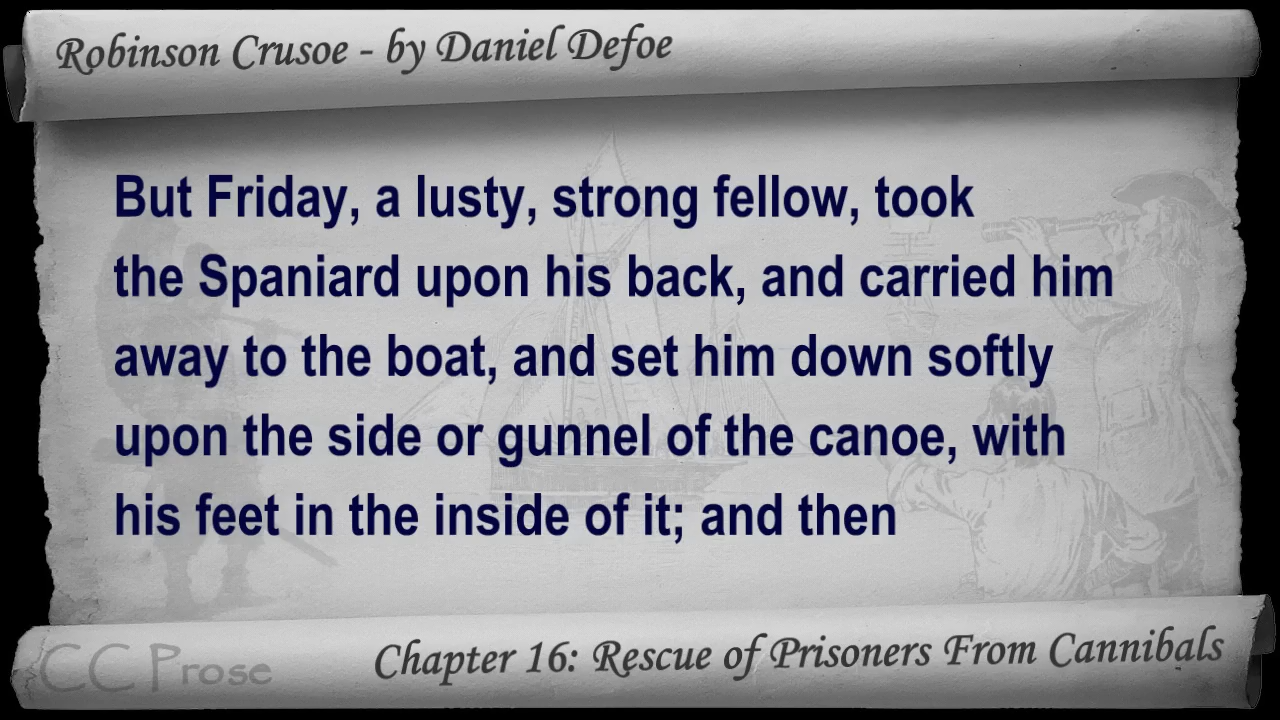 Robinson Crusoe - by Daniel Defoe
But Friday, a lusty, strong fellow, took
the Spaniard upon his back, and carried him
away to the boat, and set him down softly
upon the side or gunnel of the canoe, with
his feet in the inside of it; and then
CC Prose
Chapter 16: Rescue of Prisoners From Cannibals